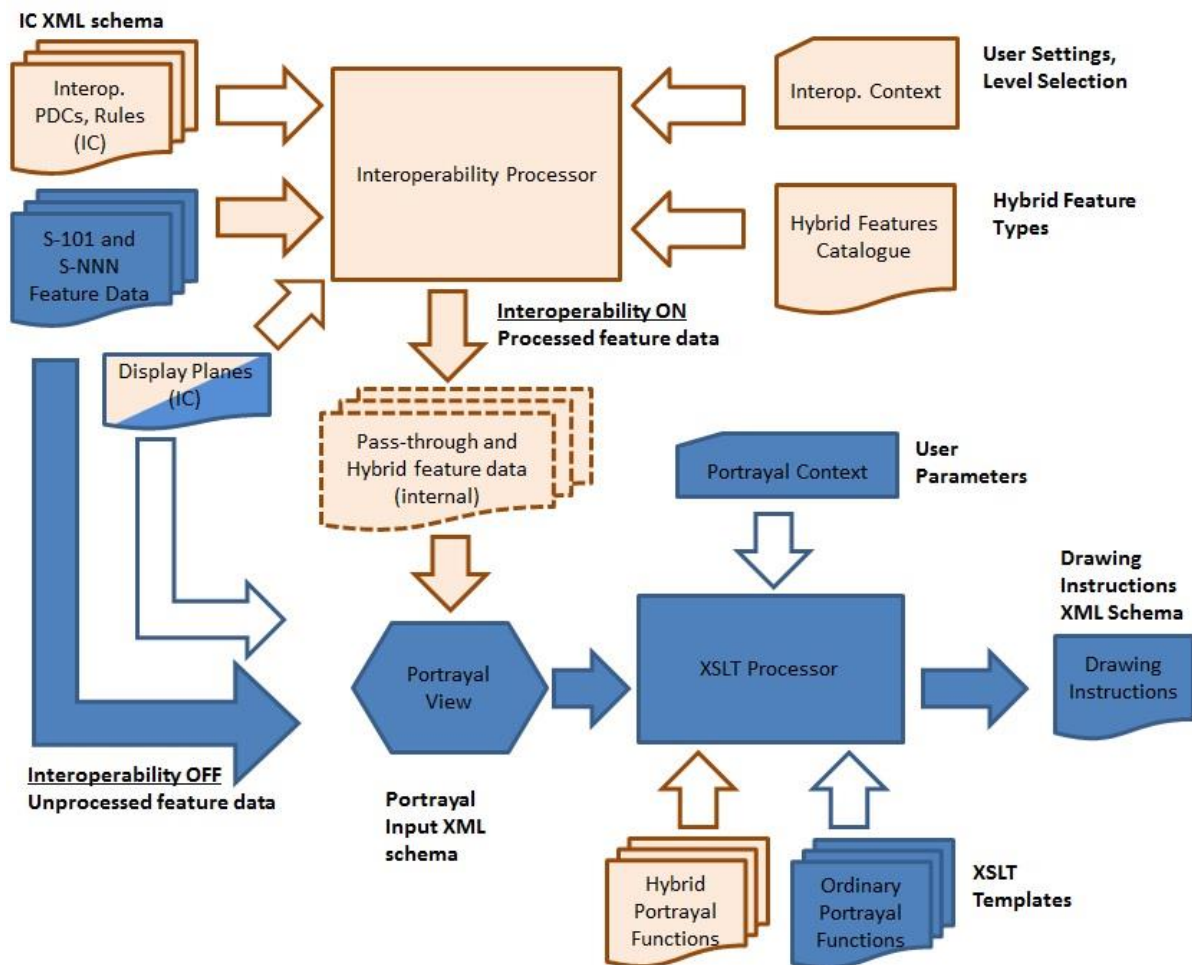 IC XML schema
Interop.
PDCs, Rules
(IC)
S-101 and
S-NNN
Feature Data
Interoperability Processor
Interop. Context
User Settings,
Level Selection
Hybrid Features
Catalogue
Hybrid Feature
Types
Interoperability ON
Processed feature data
Display Planes
(IC)
Pass-through and
Hybrid feature data
(internal)
Portrayal Context
User
Parameters
Portrayal
View
XSLT Processor
Drawing
Instructions
XML Schema
Drawing
Instructions
Interoperability OFF
Unprocessed feature data
Portrayal
Input XML
schema
Hybrid
Portrayal
Functions
Ordinary
Portrayal
Functions
XSLT
Templates